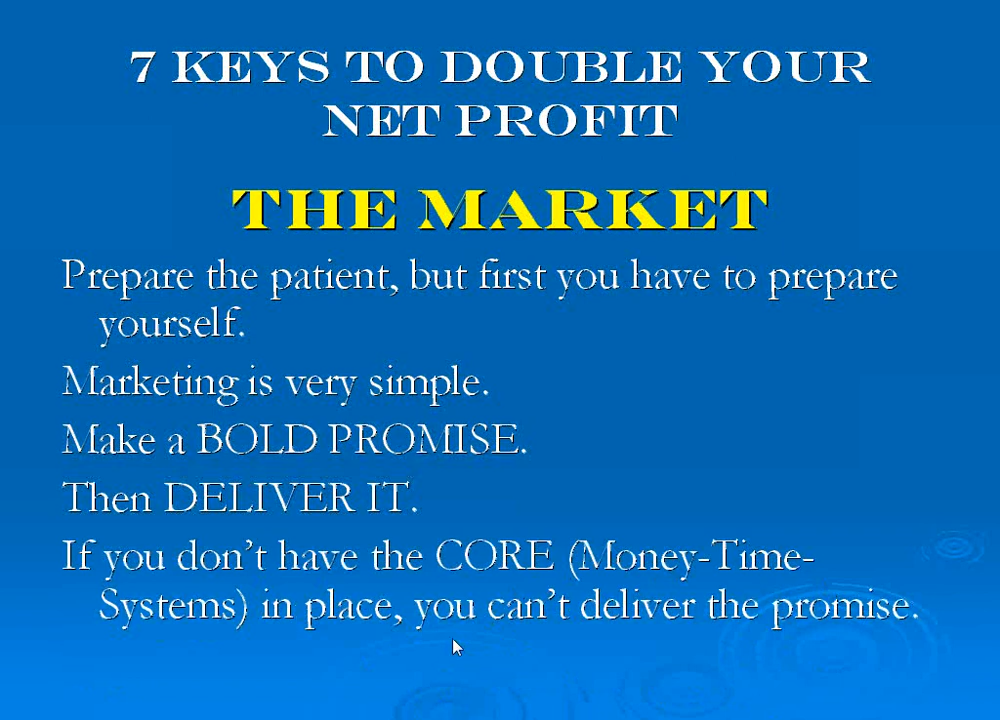 7 KEYS TO DOUBLE YOUR
NET PROFIT
THE MARKET
Prepare the patient, but first you have to prepare
yourself.
Marketing is very simple.
Make a BOLD PROMISE.
Then DELIVER IT.
If you don’t have the CORE (Money-Time-
Systems) in place, you can’t deliver the promise.